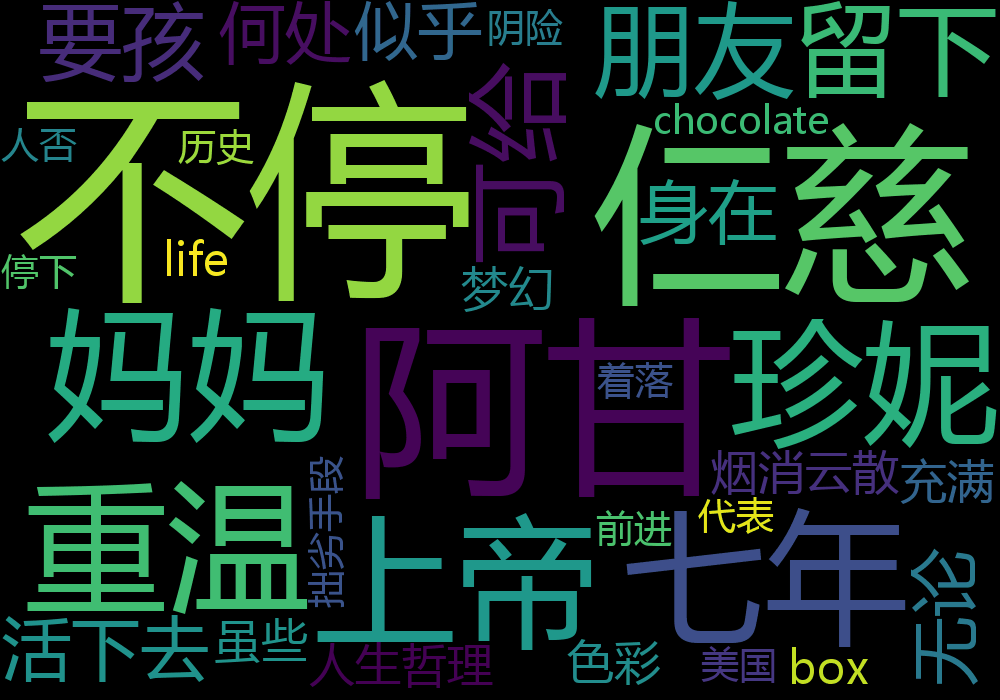 要孩
何处
似乎
阴险
朋友
留下
人否
历史
不停
可给
chocolate
仁慈
身在
停下
life
梦幻
妈妈
阿甘
着落
珍妮
烟消云散
充满
重温
拙劣手段
上帝
前进
代表
七年
无论
活下去
虽些
人生哲理
色彩
美国
box